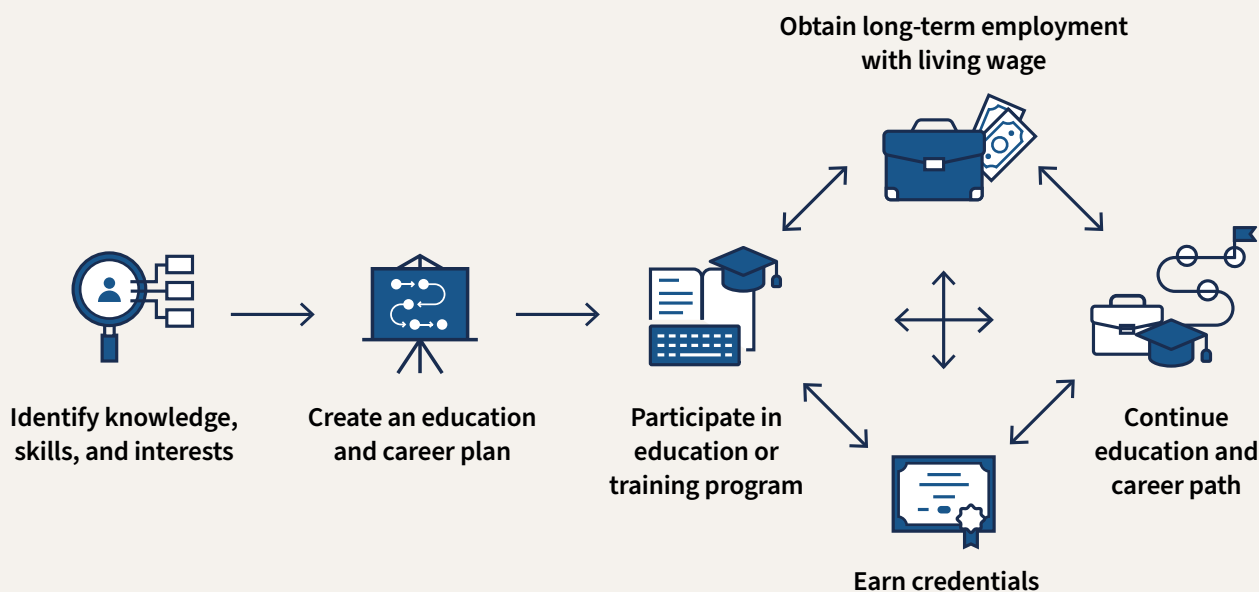 Obtain long-term employment
with living wage
Identify knowledge,
skills, and interests
Create an education
and career plan
Participate in
education or
training program
Continue
education and
career path
Earn credentials